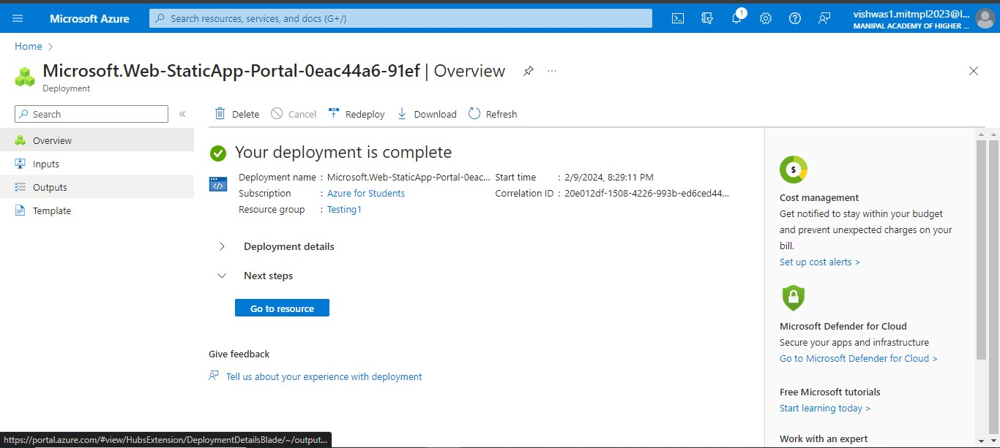 Microsoft Azure
Search resources, services, and docs (G+/)
1
vishwas1.mitmpl2023@l...
MANIPAL ACADEMY OF HIGHER ...
Home
Microsoft.Web-StaticApp-Portal-0eac44a6-91ef | Overview
...
Deployment
Search
«
Delete
Cancel
Redeploy
Download
Refresh
Overview
Inputs
Outputs
Template
Your deployment is complete
Deployment name : Microsoft.Web-StaticApp-Portal-0eac... Start time : 2/9/2024, 8:29:11 PM
Subscription : Azure for Students Correlation ID : 20e012df-1508-4226-993b-ed6ced44...
Resource group : Testing1
Deployment details
Next steps
Go to resource
Give feedback
Tell us about your experience with deployment
$
Cost management
Get notified to stay within your budget
and prevent unexpected charges on your
bill.
Set up cost alerts >
Microsoft Defender for Cloud
Secure your apps and infrastructure
Go to Microsoft Defender for Cloud >
Free Microsoft tutorials
Start learning today >
Work with an expert
https://portal.azure.com/#view/HubsExtension/DeploymentDetailsBlade/~/output...